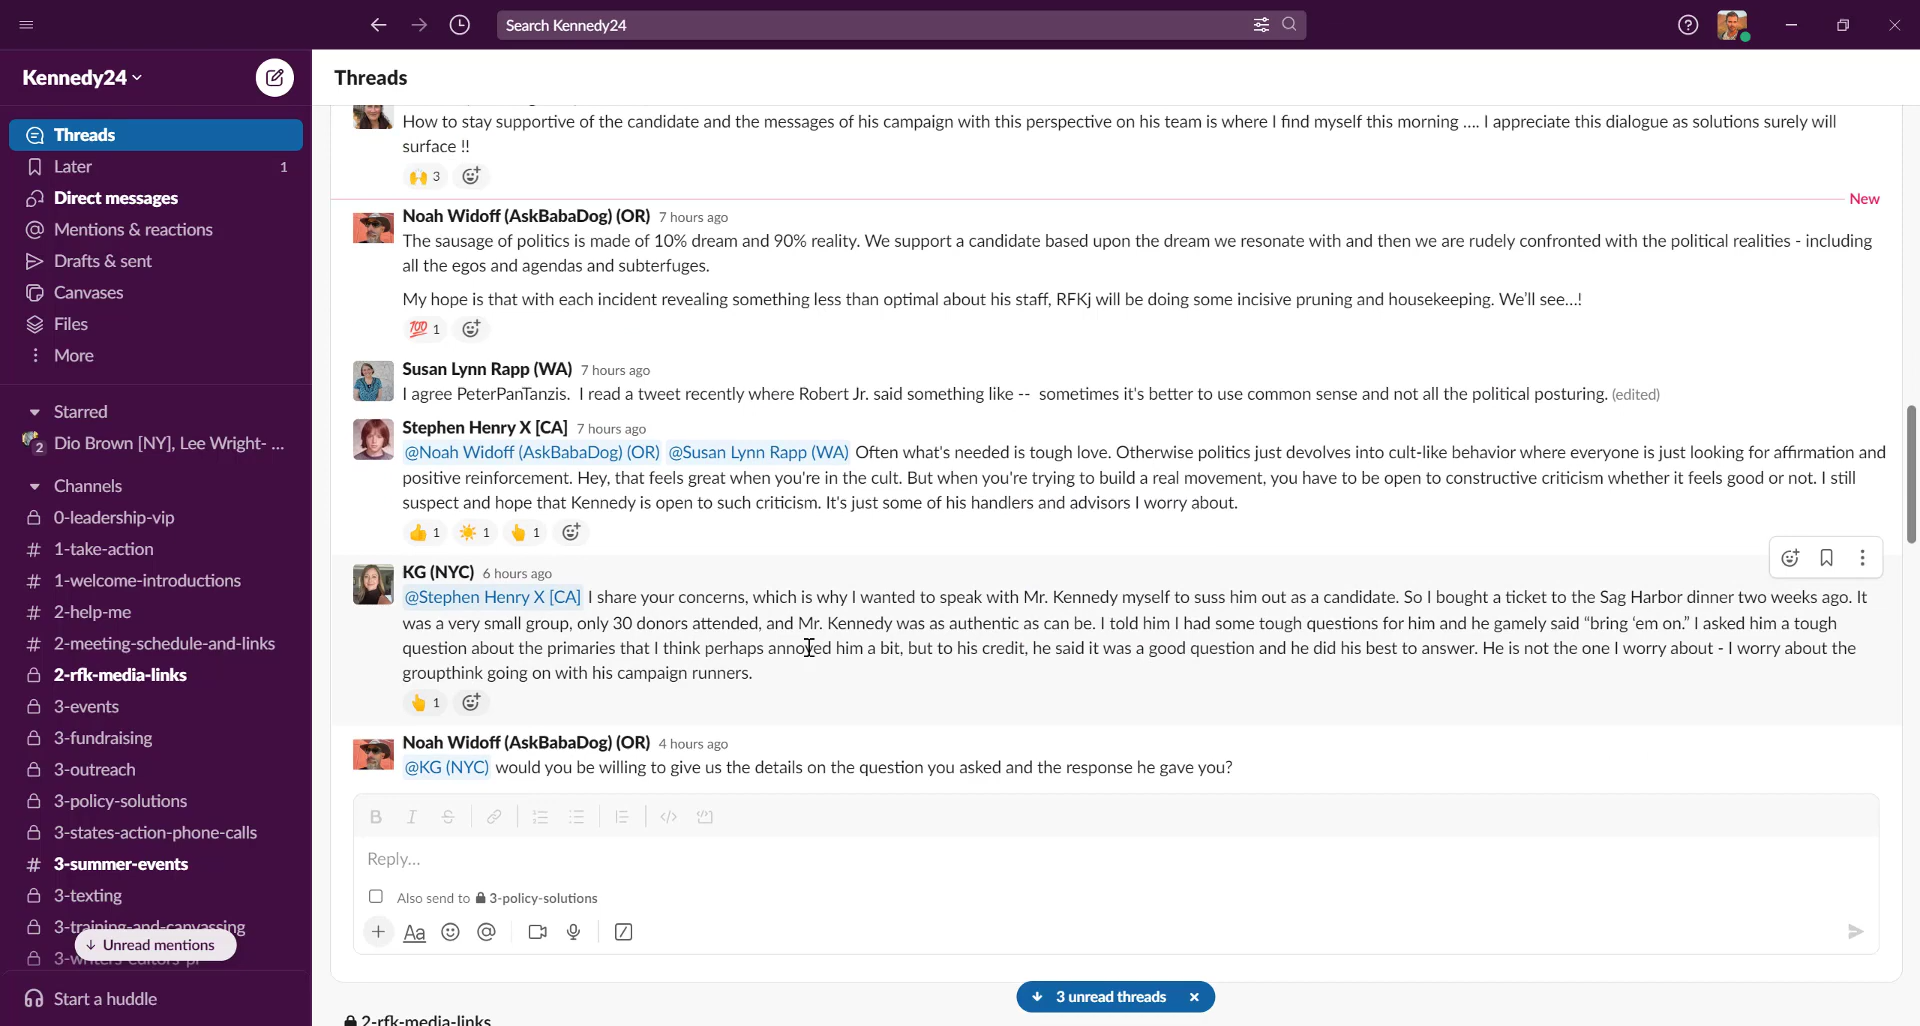 Search Kennedy24
Kennedy24
Threads
Threads
Later 1
Direct messages
Mentions & reactions
Drafts & sent
Canvases
Files
More
Starred
2 Dio Brown [NY], Lee Wright- ...
Channels
0-leadership-vip
# 1-take-action
# 1-welcome-introductions
# 2-help-me
# 2-meeting-schedule-and-links
2-rfk-media-links
3-events
3-fundraising
3-outreach
3-policy-solutions
3-states-action-phone-calls
# 3-summer-events
3-texting
3-training-and-canvassing
Unread mentions
Start a huddle
How to stay supportive of the candidate and the messages of his campaign with this perspective on his team is where I find myself this morning .... I appreciate this dialogue as solutions surely will
surface !!
🙌 3
New
Noah Widoff (AskBabaDog) (OR) 7 hours ago
The sausage of politics is made of 10% dream and 90% reality. We support a candidate based upon the dream we resonate with and then we are rudely confronted with the political realities - including
all the egos and agendas and subterfuges.
My hope is that with each incident revealing something less than optimal about his staff, RFKj will be doing some incisive pruning and housekeeping. We'll see...!
💯 1
Susan Lynn Rapp (WA) 7 hours ago
I agree PeterPanTanzis. I read a tweet recently where Robert Jr. said something like -- sometimes it's better to use common sense and not all the political posturing. (edited)
Stephen Henry X [CA] 7 hours ago
@Noah Widoff (AskBabaDog) (OR) @Susan Lynn Rapp (WA) Often what's needed is tough love. Otherwise politics just devolves into cult-like behavior where everyone is just looking for affirmation and
positive reinforcement. Hey, that feels great when you're in the cult. But when you're trying to build a real movement, you have to be open to constructive criticism whether it feels good or not. I still
suspect and hope that Kennedy is open to such criticism. It's just some of his handlers and advisors I worry about.
👍 1 ☀️ 1 👆 1
KG (NYC) 6 hours ago
@Stephen Henry X [CA] I share your concerns, which is why I wanted to speak with Mr. Kennedy myself to suss him out as a candidate. So I bought a ticket to the Sag Harbor dinner two weeks ago. It
was a very small group, only 30 donors attended, and Mr. Kennedy was as authentic as can be. I told him I had some tough questions for him and he gamely said “bring ‘em on.” I asked him a tough
question about the primaries that I think perhaps annoyed him a bit, but to his credit, he said it was a good question and he did his best to answer. He is not the one I worry about - I worry about the
groupthink going on with his campaign runners.
👆 1
Noah Widoff (AskBabaDog) (OR) 4 hours ago
@KG (NYC) would you be willing to give us the details on the question you asked and the response he gave you?
B I S
Reply...
Also send to 3-policy-solutions
Aa
3 unread threads
2-rfk-media-links